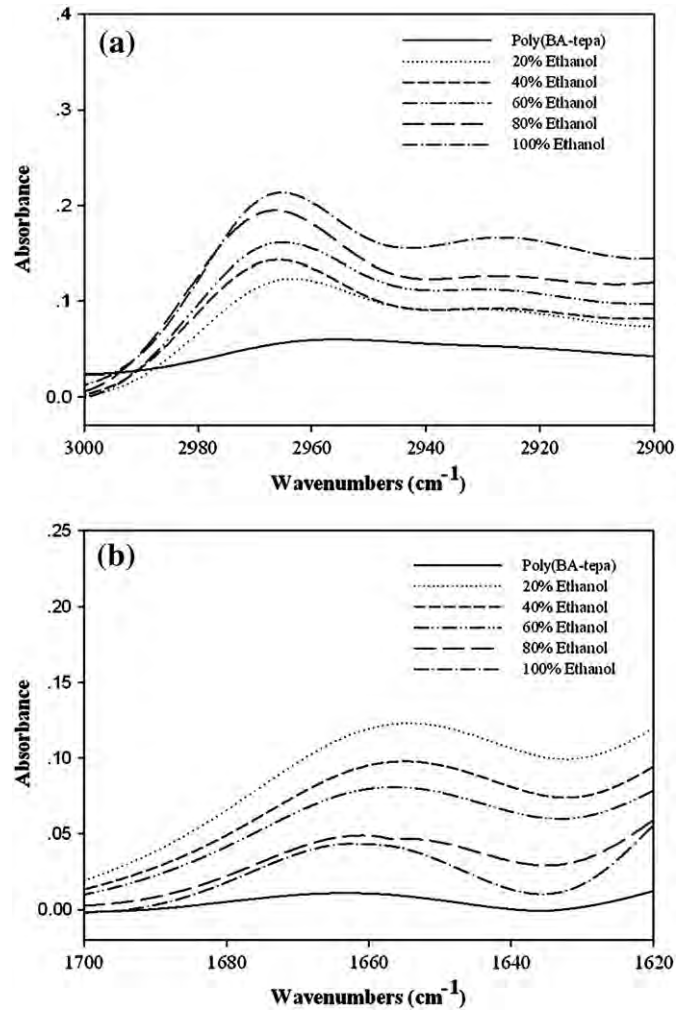 (a)
Poly(BA-tepa)
20% Ethanol
40% Ethanol
60% Ethanol
80% Ethanol
100% Ethanol
.4
.3
.2
.1
0.0
Absorbance
3000 2980 2960 2940 2920 2900
Wavenumbers (cm-1)
(b)
Poly(BA-tepa)
20% Ethanol
40% Ethanol
60% Ethanol
80% Ethanol
100% Ethanol
.25
.20
.15
.10
.05
0.00
Absorbance
1700 1680 1660 1640 1620
Wavenumbers (cm-1)